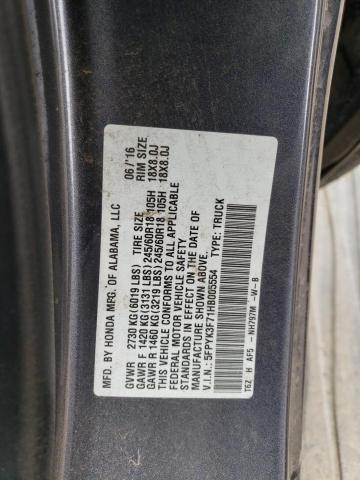 MFD. BY HONDA MFG. OF ALABAMA, LLC 06/'16
GVWR 2730 KG(6019 LBS) TIRE SIZE RIM SIZE
GAWR F 1420 KG(3131 LBS) 245/60R18 105H 18X8.0J
GAWR R 1460 KG(3219 LBS) 245/60R18 105H 18X8.0J
THIS VEHICLE CONFORMS TO ALL APPLICABLE
FEDERAL MOTOR VEHICLE SAFETY
STANDARDS IN EFFECT ON THE DATE OF
MANUFACTURE SHOWN ABOVE.
V.I.N.: 5FPYK3F71HB005554 TYPE: TRUCK
T6Z H AF5 - NH797M -W-B